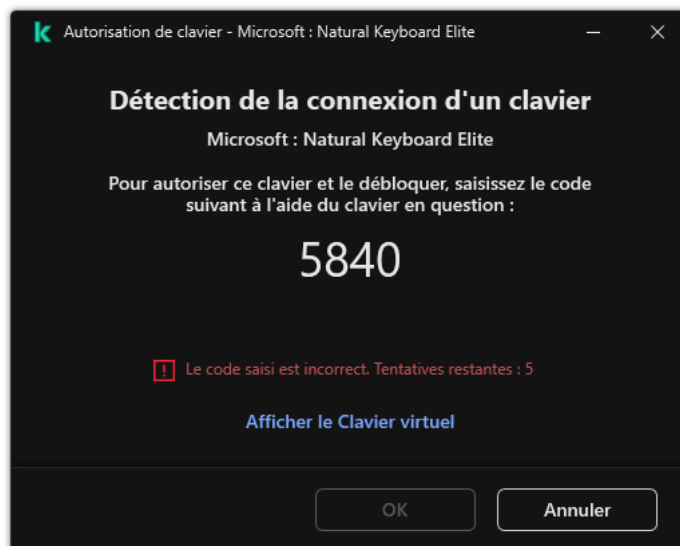 Autorisation de clavier - Microsoft : Natural Keyboard Elite
Détection de la connexion d'un clavier
Microsoft : Natural Keyboard Elite
Pour autoriser ce clavier et le débloquer, saisissez le code
suivant à l'aide du clavier en question :
5840
Le code saisi est incorrect. Tentatives restantes : 5
Afficher le Clavier virtuel
OK
Annuler